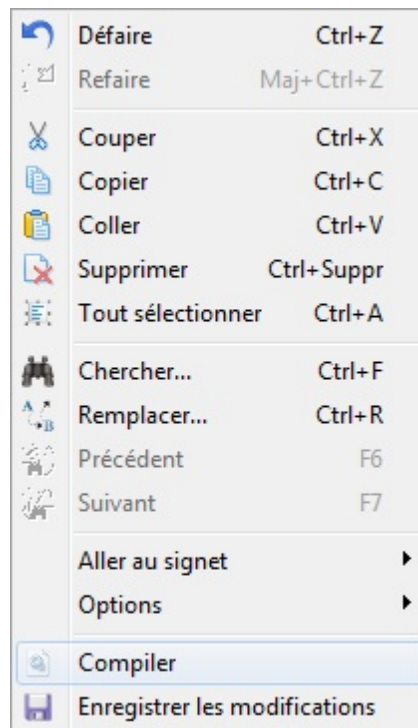 Défaire Ctrl+Z
Refaire Maj+Ctrl+Z
Couper Ctrl+X
Copier Ctrl+C
Coller Ctrl+V
Supprimer Ctrl+Suppr
Tout sélectionner Ctrl+A
Chercher... Ctrl+F
Remplacer... Ctrl+R
Précédent F6
Suivant F7
Aller au signet
Options
Compiler
Enregistrer les modifications